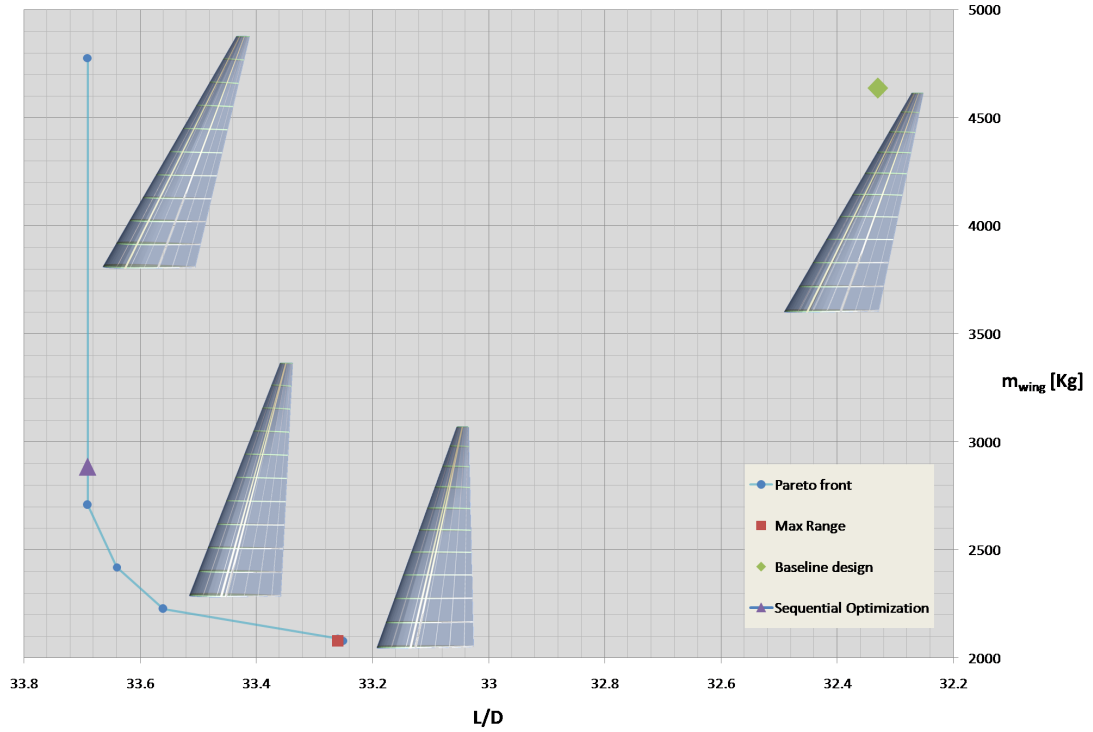 5000
4500
4000
3500
m_wing [Kg]
3000
Pareto front
Max Range
2500
Baseline design
Sequential Optimization
2000
33.8 33.6 33.4 33.2 33 32.8 32.6 32.4 32.2
L/D